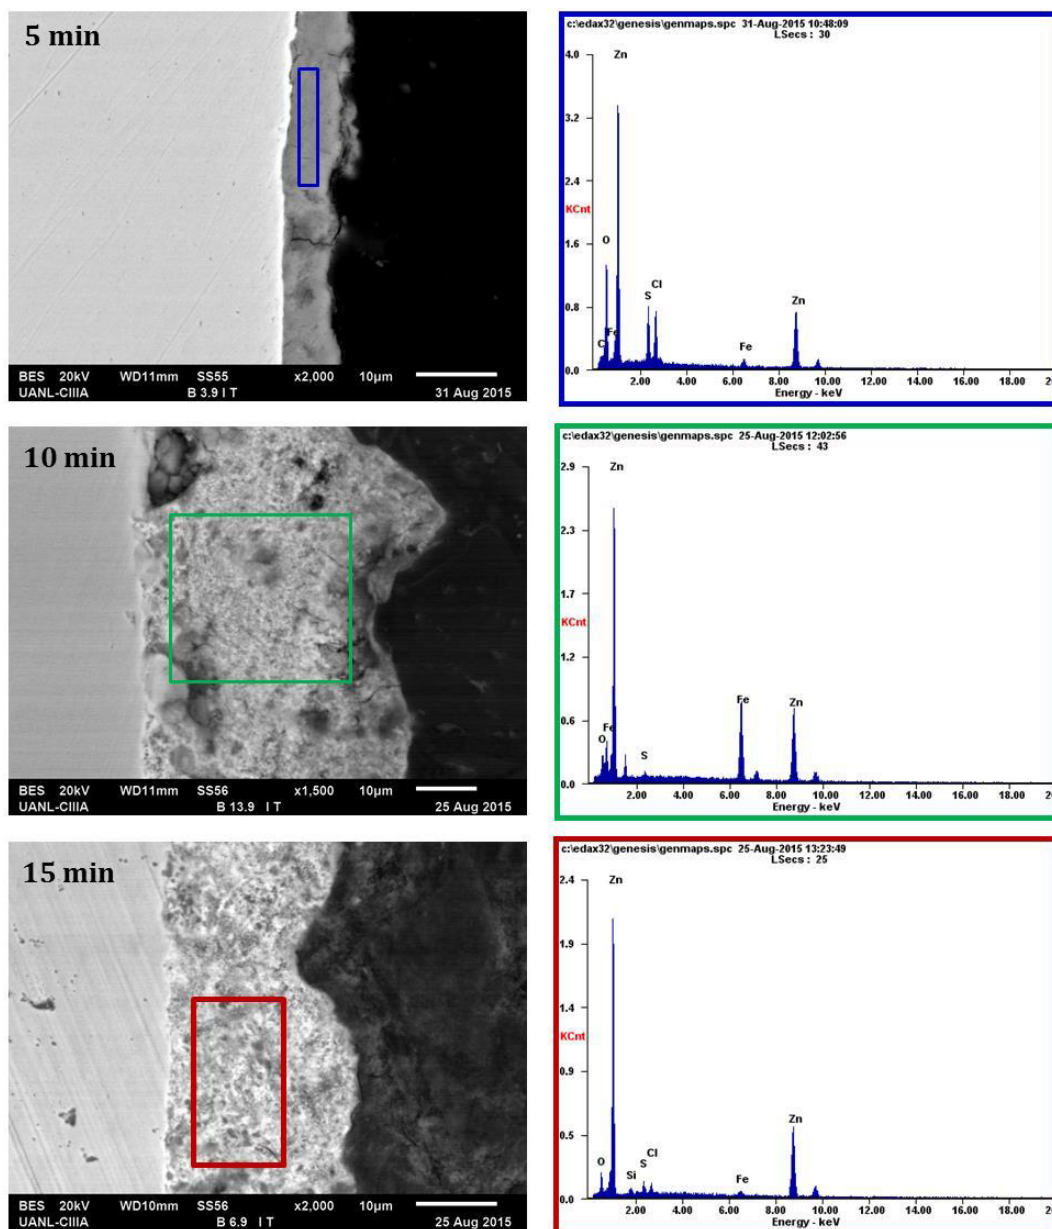 5 min
BES 20kV WD11mm SS55 x2,000 10µm
UANL-CIIIA B 3.9 I T 31 Aug 2015
c:\edax32\genesis\genmaps.spc 31-Aug-2015 10:48:09
LSecs : 30
4.0
Zn
3.2
2.4
KCnt
1.6
O
0.8
S
Cl
Zn
C
Fe
Fe
0.0
2.00 4.00 6.00 8.00 10.00 12.00 14.00 16.00 18.00 20
Energy - keV
10 min
BES 20kV WD11mm SS56 x1,500 10µm
UANL-CIIIA B 13.9 I T 25 Aug 2015
c:\edax32\genesis\genmaps.spc 25-Aug-2015 12:02:56
LSecs : 43
2.9
Zn
2.3
1.7
KCnt
1.2
0.6
Fe
O
S
Fe
Zn
0.0
2.00 4.00 6.00 8.00 10.00 12.00 14.00 16.00 18.00 20
Energy - keV
15 min
BES 20kV WD10mm SS56 x2,000 10µm
UANL-CIIIA B 6.9 I T 25 Aug 2015
c:\edax32\genesis\genmaps.spc 25-Aug-2015 13:23:49
LSecs : 25
2.4
Zn
1.9
1.4
KCnt
0.9
0.5
O
Si
S
Cl
Fe
Zn
0.0
2.00 4.00 6.00 8.00 10.00 12.00 14.00 16.00 18.00 20
Energy - keV